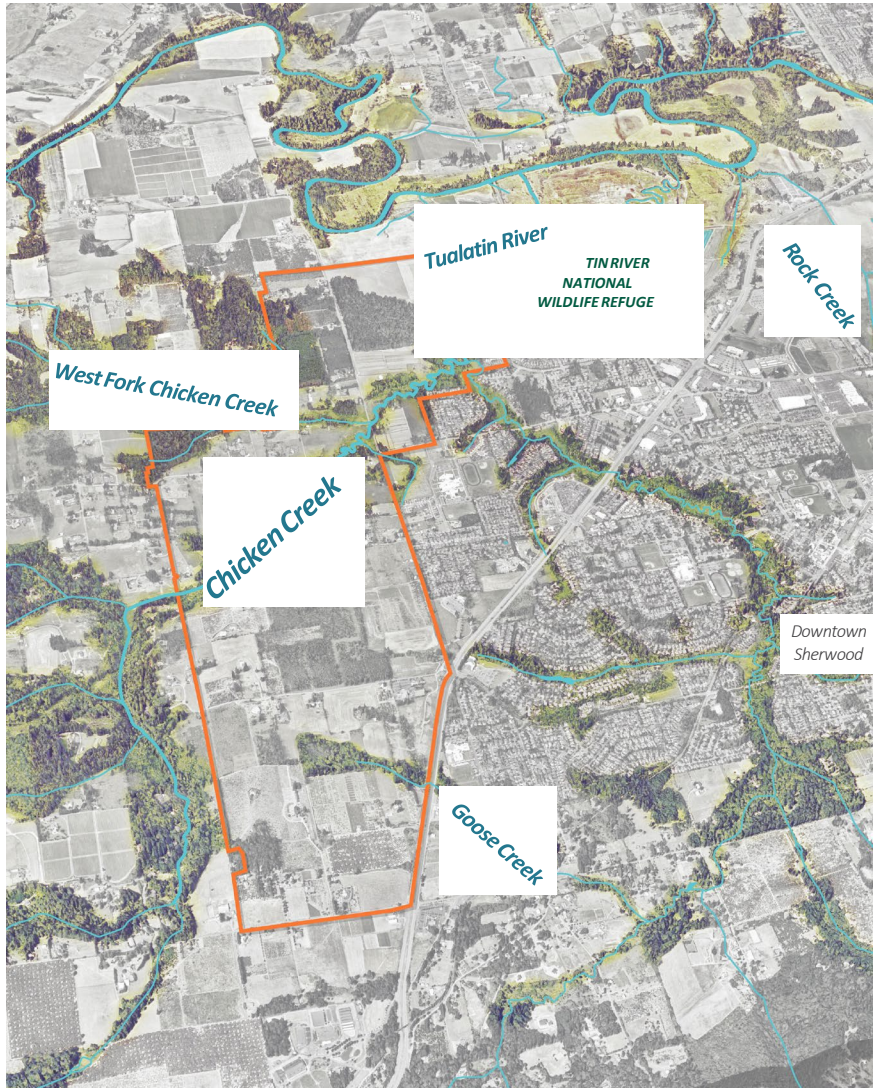 Tualatin River
TIN RIVER
NATIONAL
WILDLIFE REFUGE
Rock Creek
West Fork Chicken Creek
Chicken Creek
Downtown
Sherwood
Goose Creek